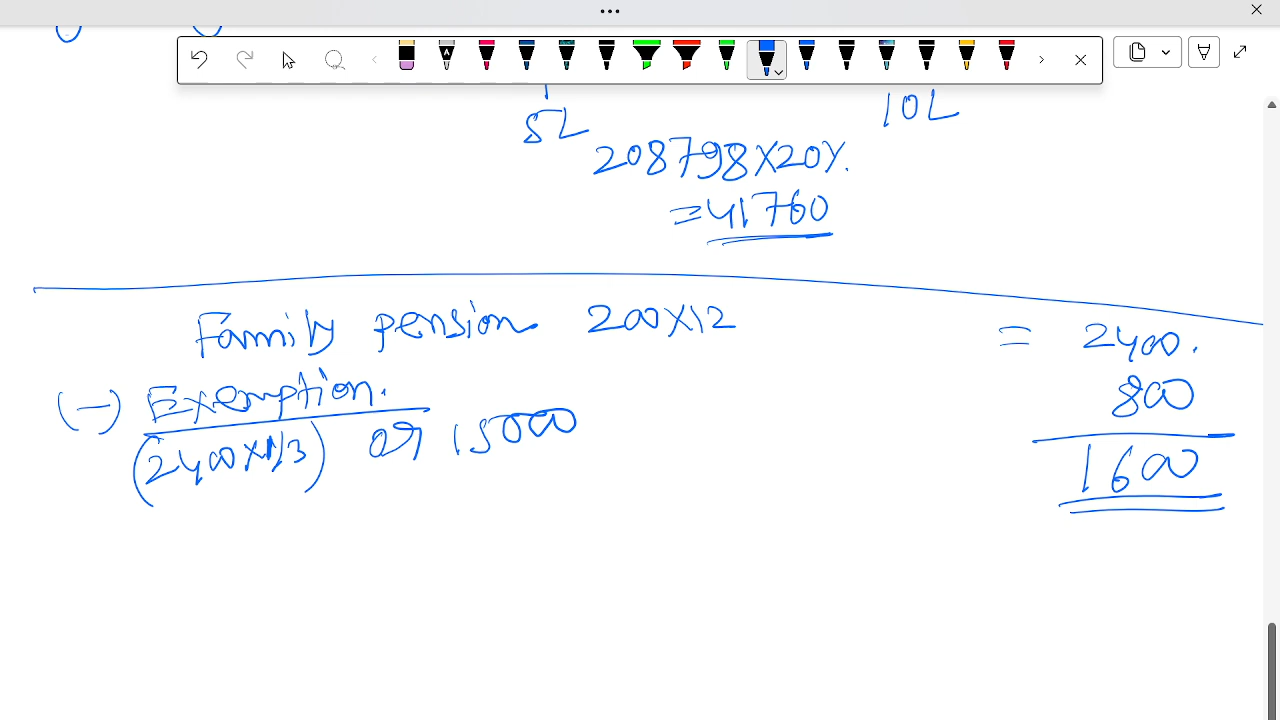 5L 10L
208798X20%.
=41760
Family pension 200X12 = 2400.
(-) Exemption. 800
(2400X1/3) or 15000
1600